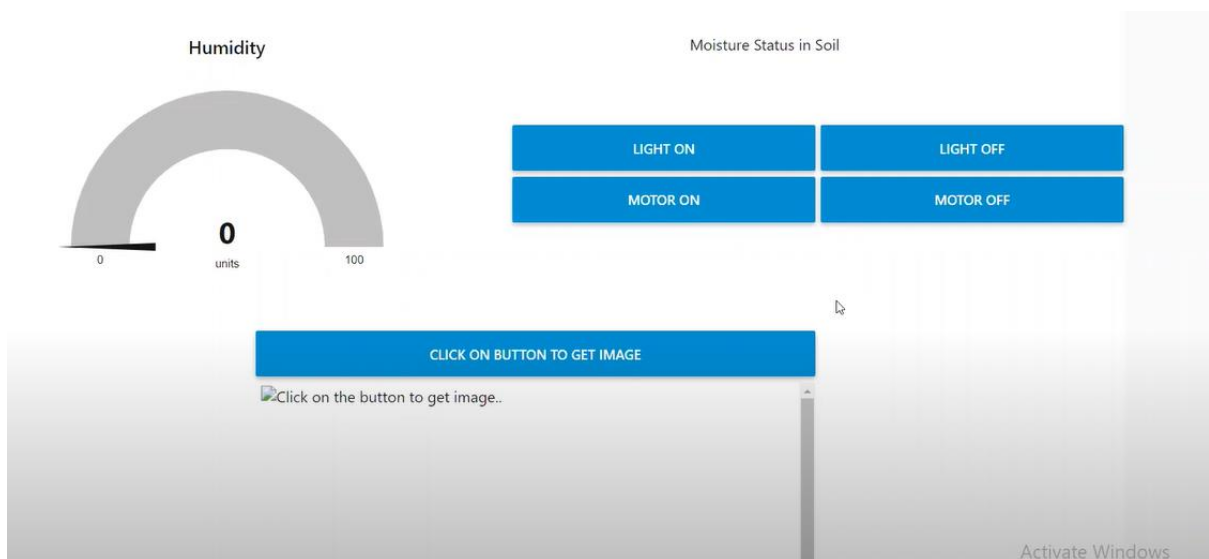 Humidity
Moisture Status in Soil
LIGHT ON
LIGHT OFF
MOTOR ON
MOTOR OFF
0
0
units
100
CLICK ON BUTTON TO GET IMAGE
Click on the button to get image..
Activate Windows